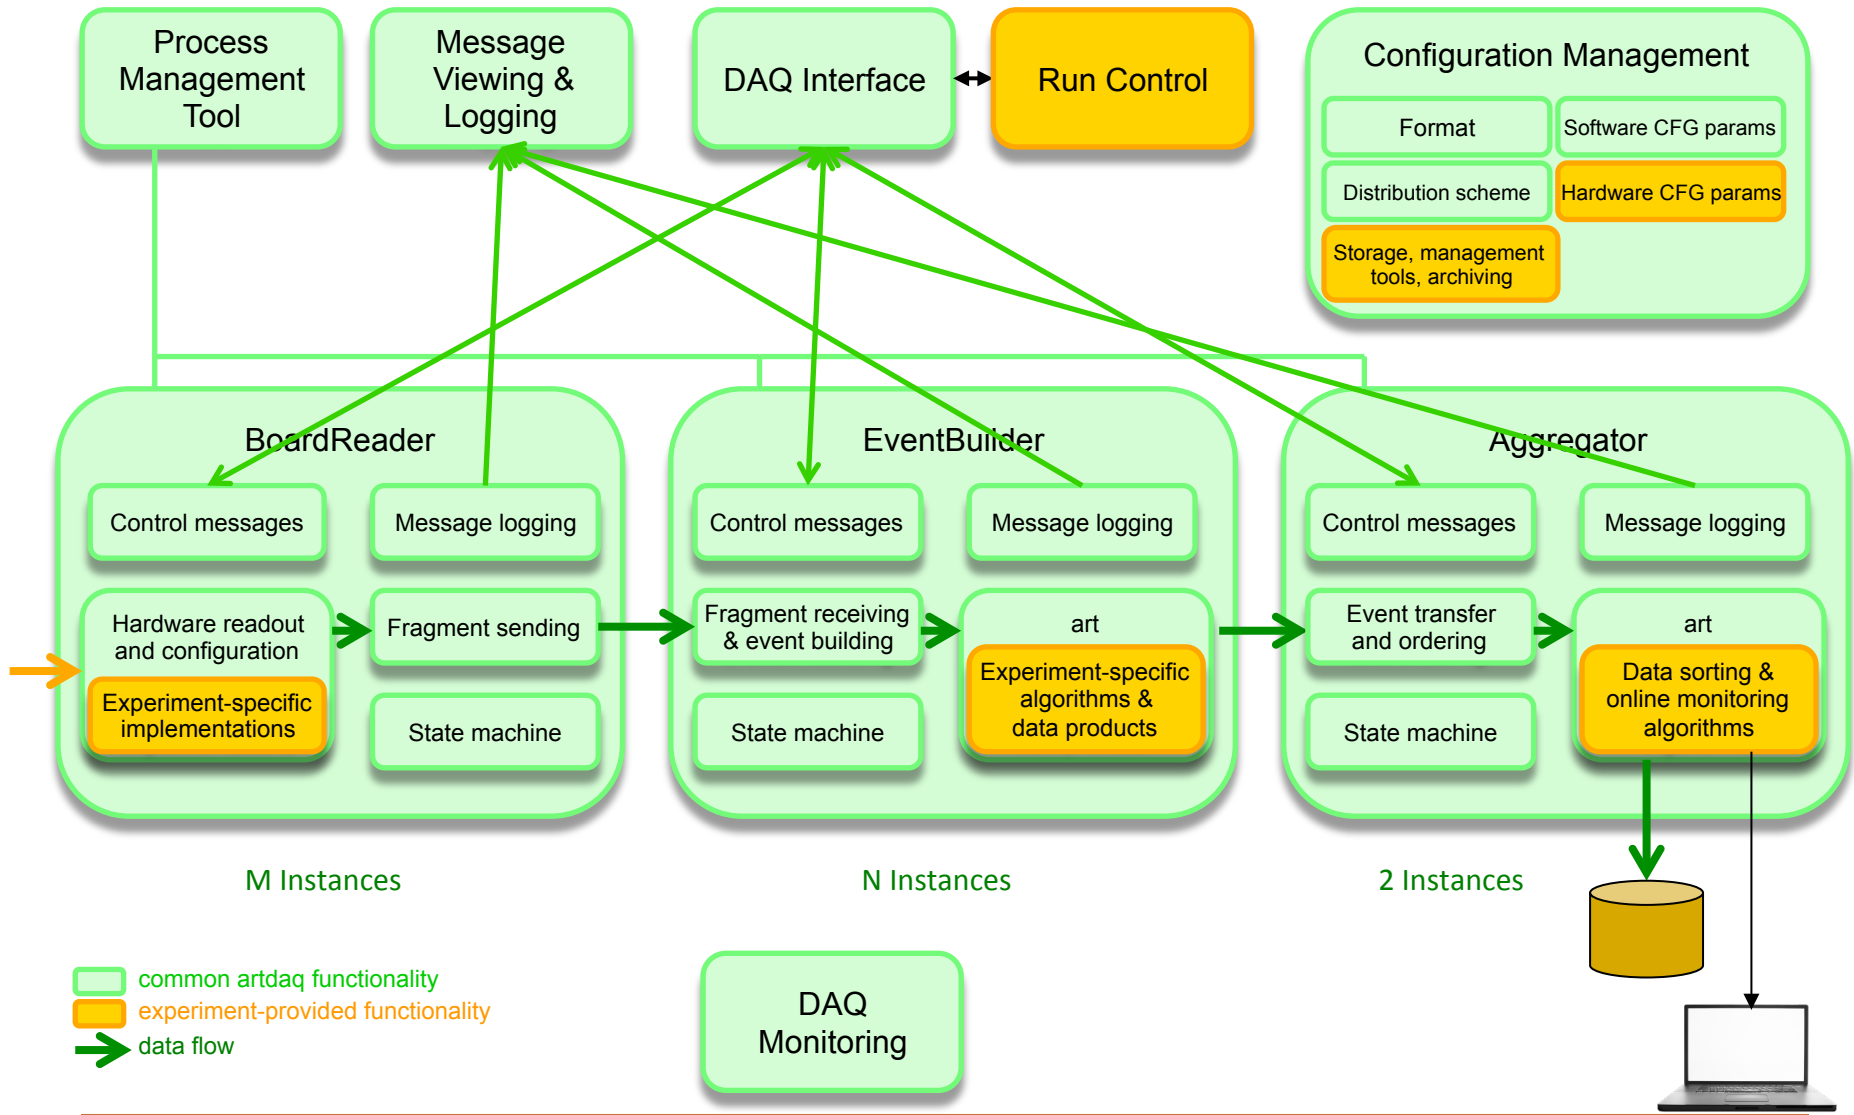 Process
Management
Tool
Message
Viewing &
Logging
DAQ Interface
Run Control
Configuration Management
Format
Software CFG params
Distribution scheme
Hardware CFG params
Storage, management
tools, archiving
BoardReader
Control messages
Message logging
Hardware readout
and configuration
Experiment-specific
implementations
Fragment sending
State machine
EventBuilder
Control messages
Message logging
Fragment receiving
& event building
State machine
art
Experiment-specific
algorithms &
data products
Aggregator
Control messages
Message logging
Event transfer
and ordering
State machine
art
Data sorting &
online monitoring
algorithms
M Instances
N Instances
2 Instances
common artdaq functionality
experiment-provided functionality
data flow
DAQ
Monitoring